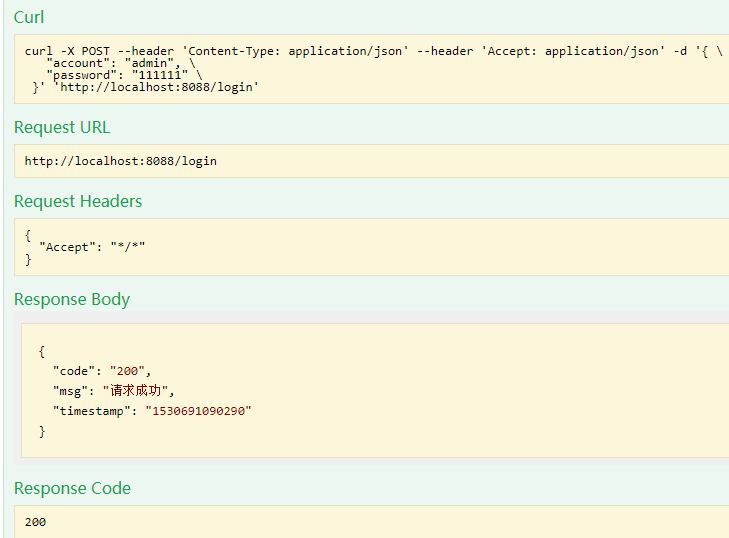 Curl
curl -X POST --header 'Content-Type: application/json' --header 'Accept: application/json' -d '{ \
"account": "admin", \
"password": "111111" \
}' 'http://localhost:8088/login'
Request URL
http://localhost:8088/login
Request Headers
{
"Accept": "*/*"
}
Response Body
{
"code": "200",
"msg": "请求成功",
"timestamp": "1530691090290"
}
Response Code
200